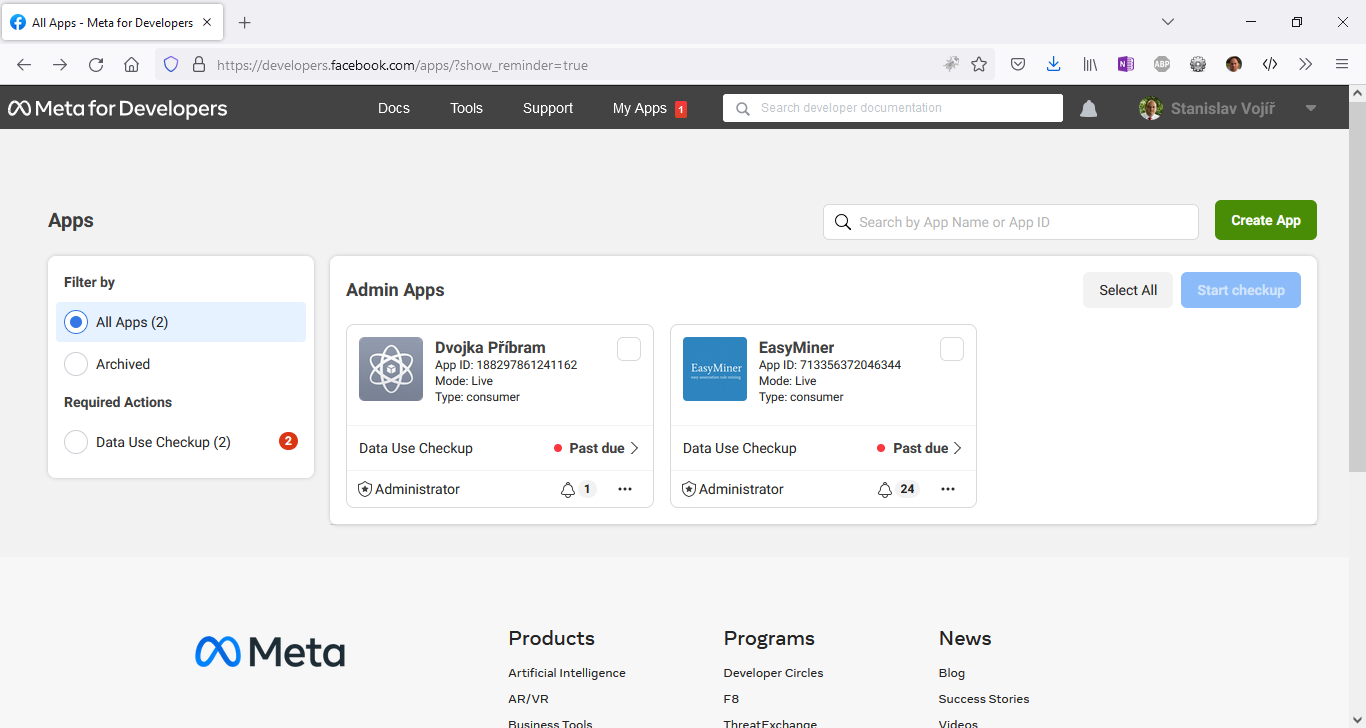 All Apps - Meta for Developers
https://developers.facebook.com/apps/?show_reminder=true
ABP
Meta for Developers
Docs
Tools
Support
My Apps 1
Search developer documentation
Stanislav Vojíř
Apps
Search by App Name or App ID
Create App
Filter by
All Apps (2)
Archived
Required Actions
Data Use Checkup (2) 2
Admin Apps
Select All
Start checkup
Dvojka Příbram
App ID: 188297861241162
Mode: Live
Type: consumer
Data Use Checkup
Past due
Administrator
1
EasyMiner
EasyMiner
App ID: 713356372046344
Mode: Live
Type: consumer
Data Use Checkup
Past due
Administrator
24
Meta
Products
Artificial Intelligence
AR/VR
Business Tools
Programs
Developer Circles
F8
ThreatExchange
News
Blog
Success Stories
Videos